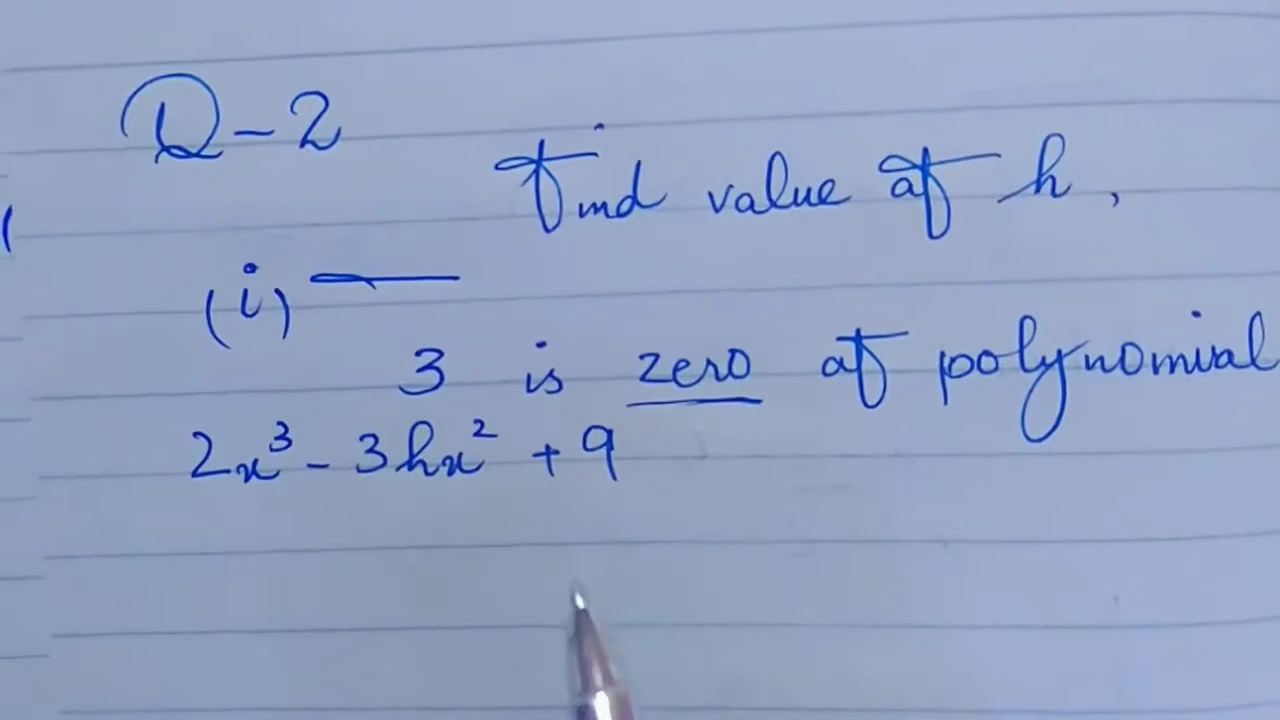 Q-2
Find value of h,
(i)
3 is zero of polynomial
2x³ - 3hx² + 9